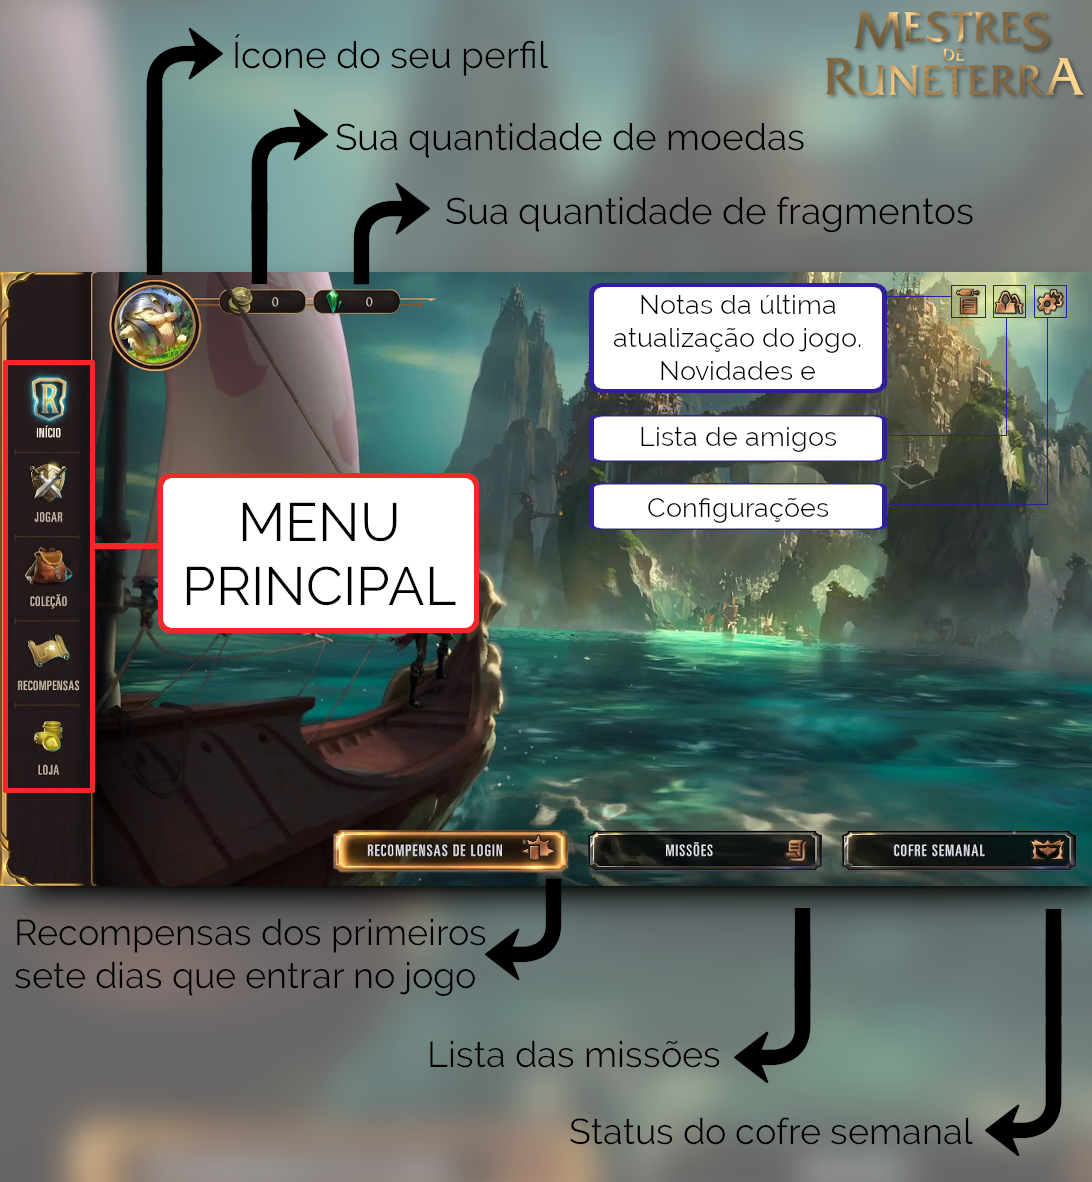 MESTRES
DE
RUNETERRA
Ícone do seu perfil
Sua quantidade de moedas
Sua quantidade de fragmentos
0
0
Notas da última
atualização do jogo.
Novidades e
Lista de amigos
Configurações
R
INÍCIO
JOGAR
COLEÇÃO
RECOMPENSAS
LOJA
MENU
PRINCIPAL
RECOMPENSAS DE LOGIN
MISSÕES
COFRE SEMANAL
Recompensas dos primeiros
sete dias que entrar no jogo
Lista das missões
Status do cofre semanal